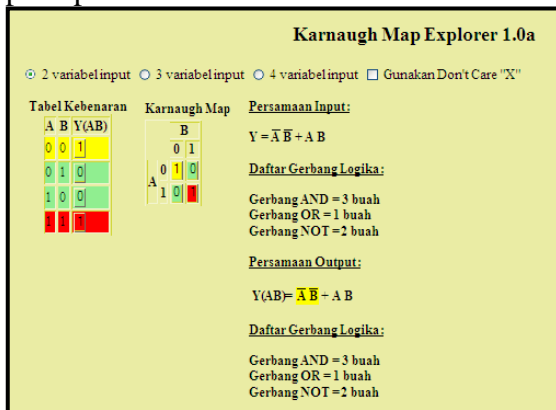 Karnaugh Map Explorer 1.0a
2 variabel input 3 variabel input 4 variabel input Gunakan Don't Care "X"
Tabel Kebenaran
A B Y(AB)
0 0 1
0 1 0
1 0 0
1 1 1
Karnaugh Map
B
0 1
A
0 1 0
1 0 1
Persamaan Input:
Y = A̅ B̅ + A B
Daftar Gerbang Logika:
Gerbang AND = 3 buah
Gerbang OR = 1 buah
Gerbang NOT =2 buah
Persamaan Output:
Y(AB)= A̅ B̅ + A B
Daftar Gerbang Logika:
Gerbang AND = 3 buah
Gerbang OR = 1 buah
Gerbang NOT =2 buah